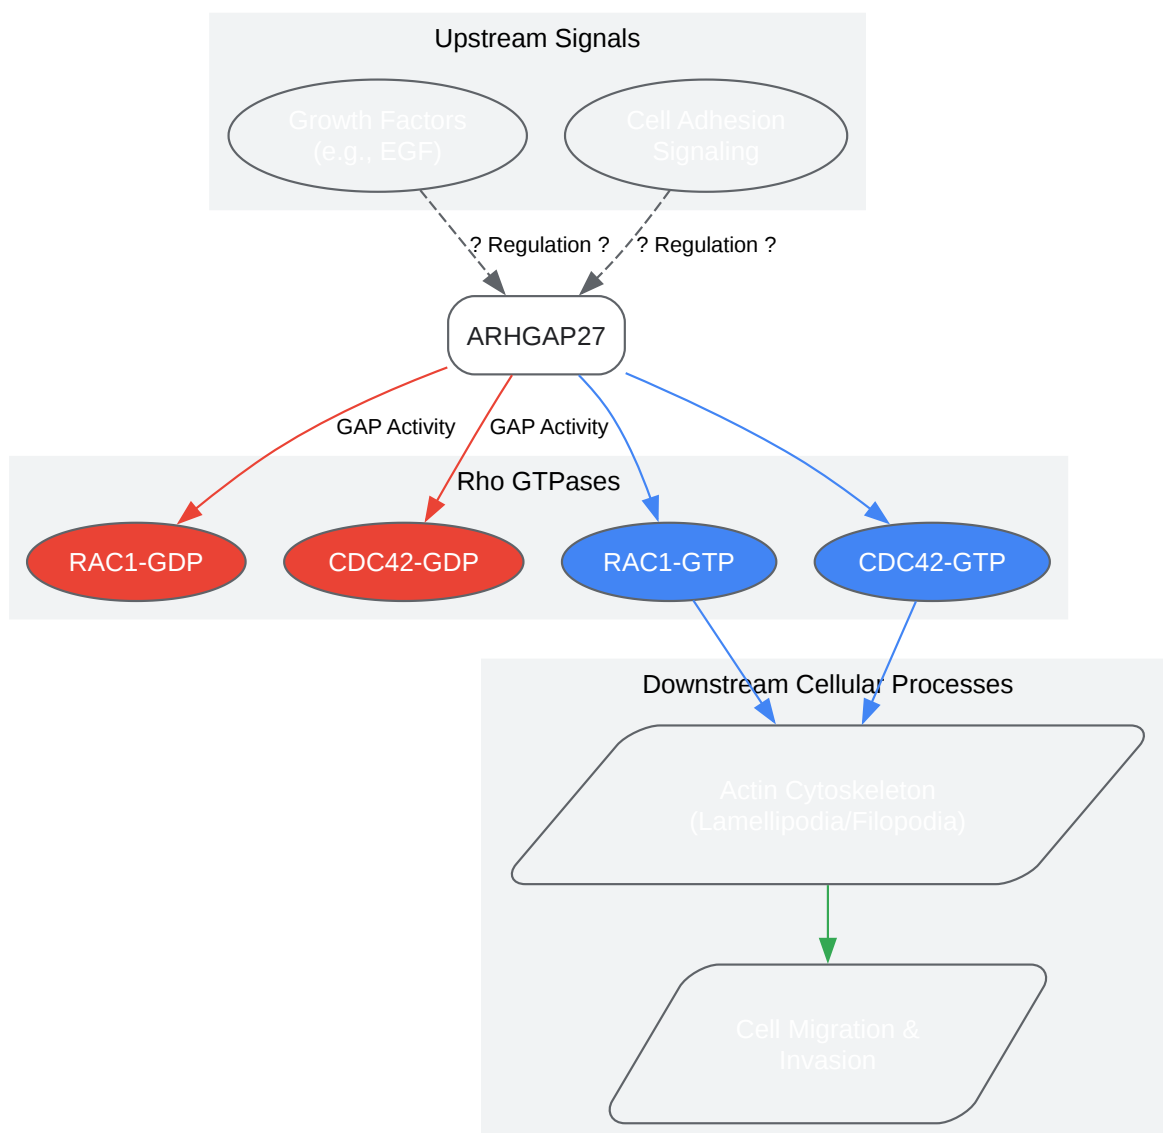 Upstream Signals
Growth Factors
(e.g., EGF)
Cell Adhesion
Signaling
? Regulation ?
? Regulation ?
ARHGAP27
GAP Activity
GAP Activity
Rho GTPases
RAC1-GDP
CDC42-GDP
RAC1-GTP
CDC42-GTP
Downstream Cellular Processes
Actin Cytoskeleton
(Lamellipodia/Filopodia)
Cell Migration &
Invasion